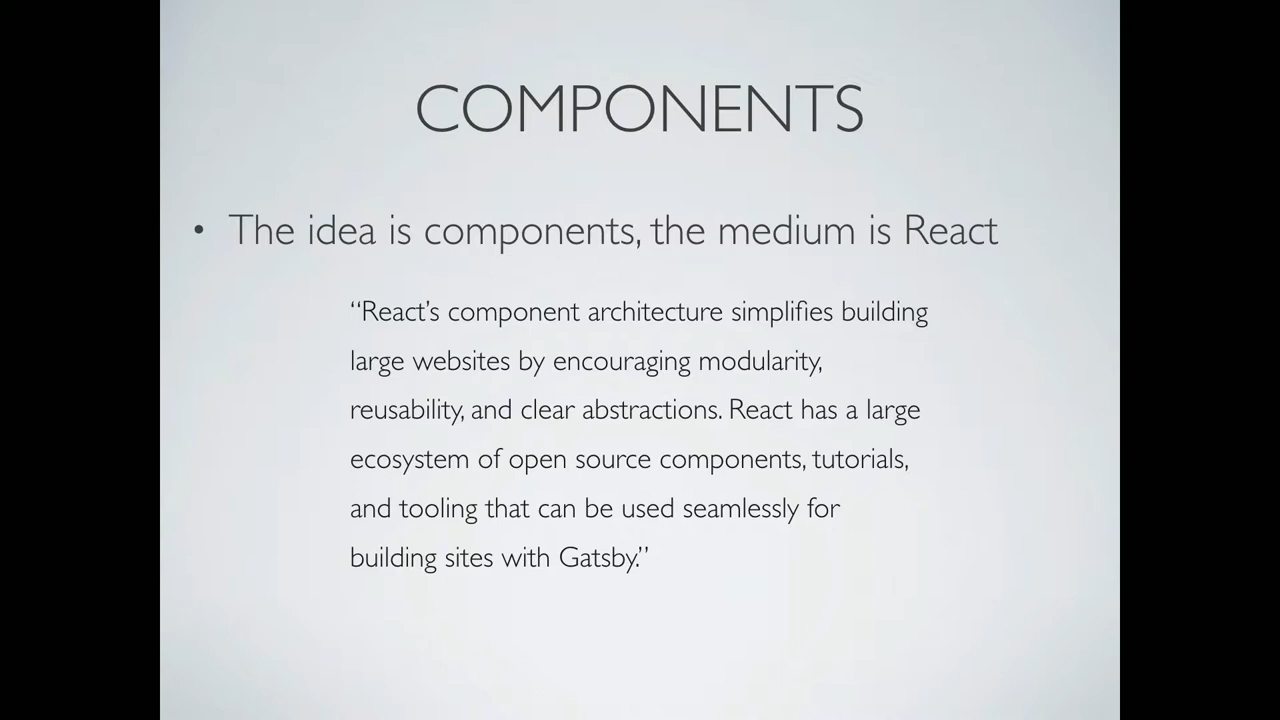 COMPONENTS
• The idea is components, the medium is React
“React’s component architecture simplifies building
large websites by encouraging modularity,
reusability, and clear abstractions. React has a large
ecosystem of open source components, tutorials,
and tooling that can be used seamlessly for
building sites with Gatsby.”